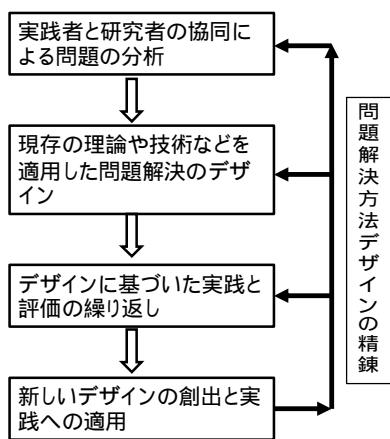 実践者と研究者の協同に
よる問題の分析
現存の理論や技術などを
適用した問題解決のデザ
イン
デザインに基づいた実践と
評価の繰り返し
新しいデザインの創出と実
践への適用
問題解決方法デザインの精錬